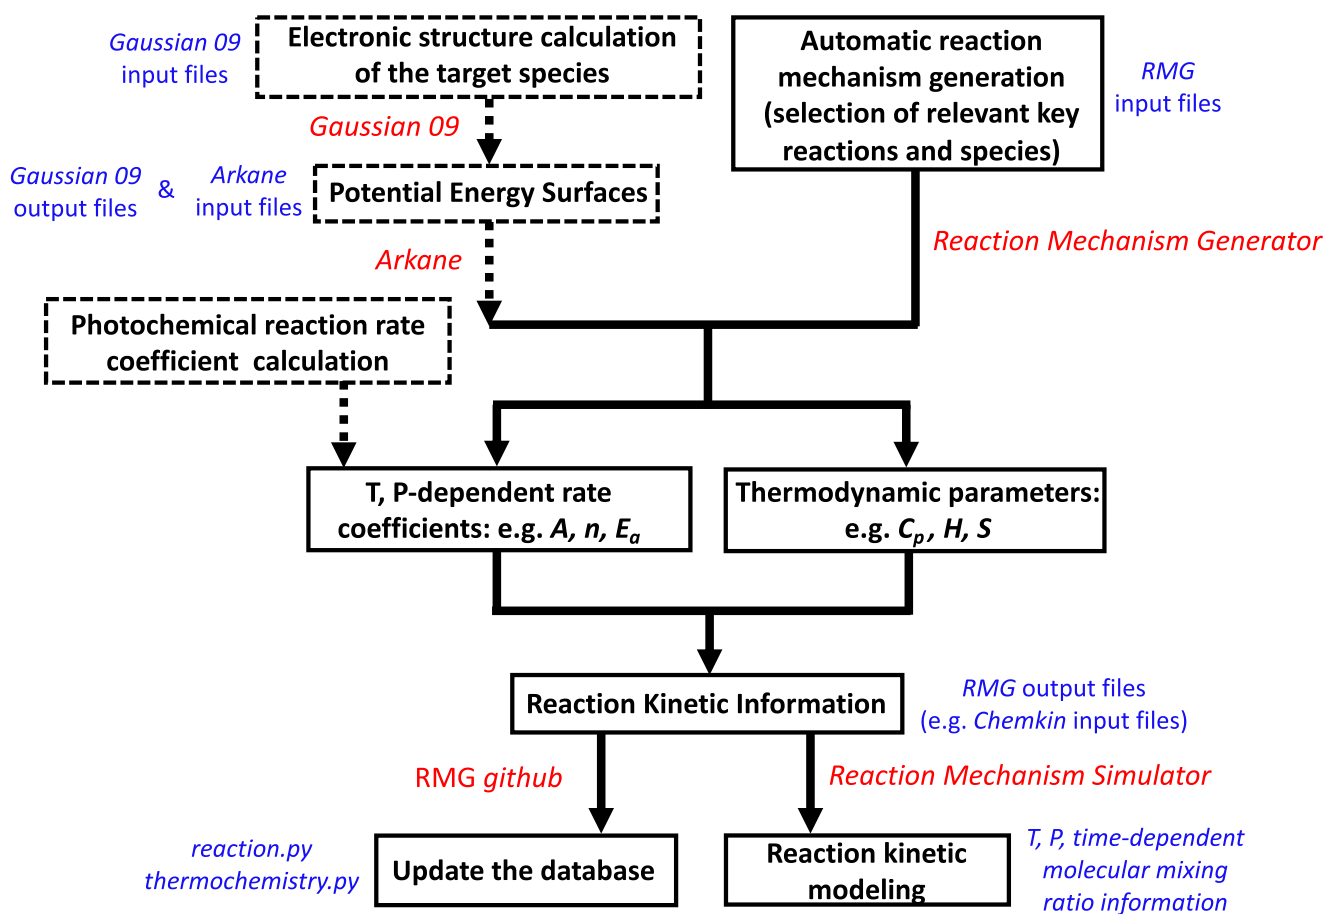 Gaussian 09
input files
Electronic structure calculation
of the target species
Automatic reaction
mechanism generation
(selection of relevant key
reactions and species)
RMG
input files
Gaussian 09
Gaussian 09
output files
&
Arkane
input files
Potential Energy Surfaces
Reaction Mechanism Generator
Arkane
Photochemical reaction rate
coefficient calculation
T, P-dependent rate
coefficients: e.g. A, n, Ea
Thermodynamic parameters:
e.g. Cp, H, S
Reaction Kinetic Information
RMG output files
(e.g. Chemkin input files)
RMG github
Reaction Mechanism Simulator
reaction.py
thermochemistry.py
Update the database
Reaction kinetic
modeling
T, P, time-dependent
molecular mixing
ratio information